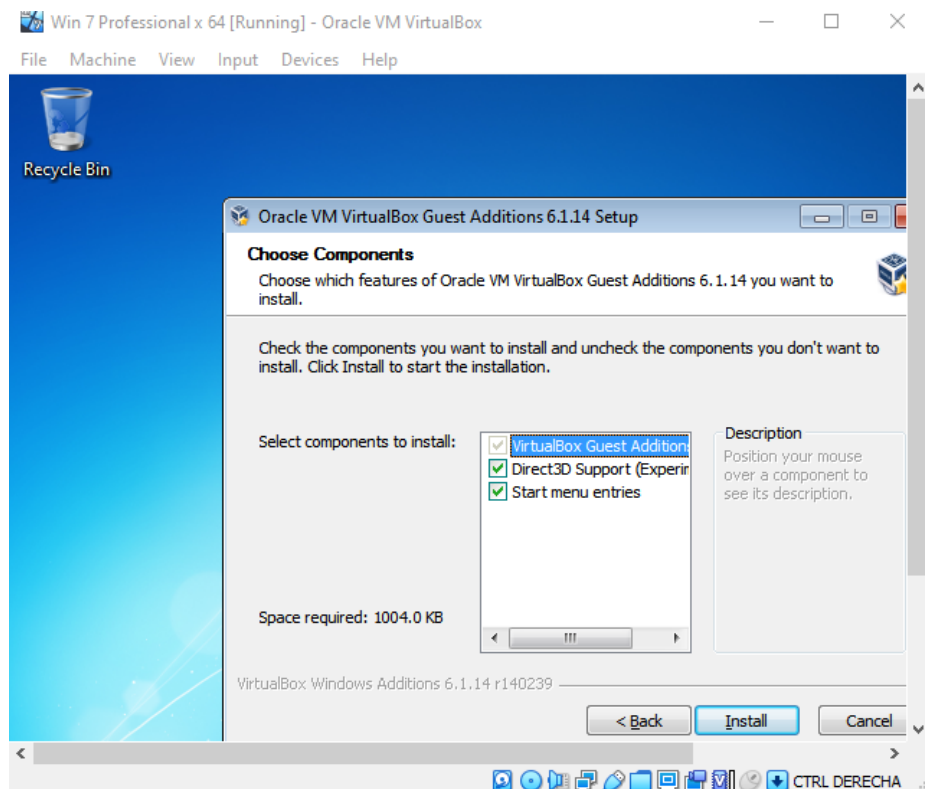 Win 7 Professional x 64 [Running] - Oracle VM VirtualBox
File Machine View Input Devices Help
Recycle Bin
Oracle VM VirtualBox Guest Additions 6.1.14 Setup
Choose Components
Choose which features of Oracle VM VirtualBox Guest Additions 6.1.14 you want to
install.
Check the components you want to install and uncheck the components you don't want to
install. Click Install to start the installation.
Select components to install:
VirtualBox Guest Addition
Direct3D Support (Experim
Start menu entries
Description
Position your mouse
over a component to
see its description.
Space required: 1004.0 KB
VirtualBox Windows Additions 6.1.14 r140239
< Back
Install
Cancel
CTRL DERECHA